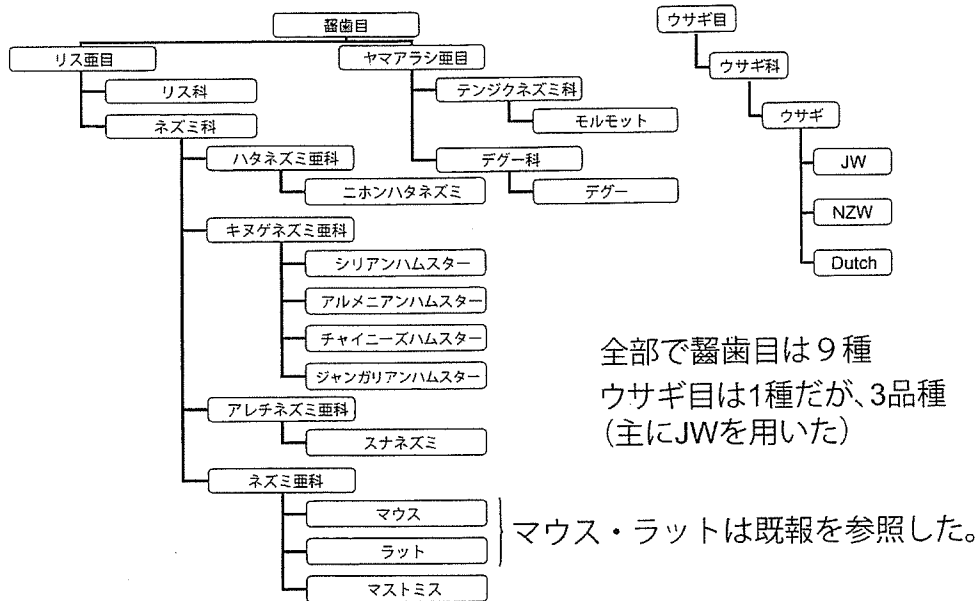 齧歯目
リス亜目
ヤマアラシ亜目
リス科
ネズミ科
テンジクネズミ科
モルモット
デグー科
デグー
ハタネズミ亜科
ニホンハタネズミ
キヌゲネズミ亜科
シリアンハムスター
アルメニアンハムスター
チャイニーズハムスター
ジャンガリアンハムスター
アレチネズミ亜科
スナネズミ
ネズミ亜科
マウス
ラット
マストミス
ウサギ目
ウサギ科
ウサギ
JW
NZW
Dutch
全部で齧歯目は9種
ウサギ目は1種だが、3品種
（主にJWを用いた）
マウス・ラットは既報を参照した。